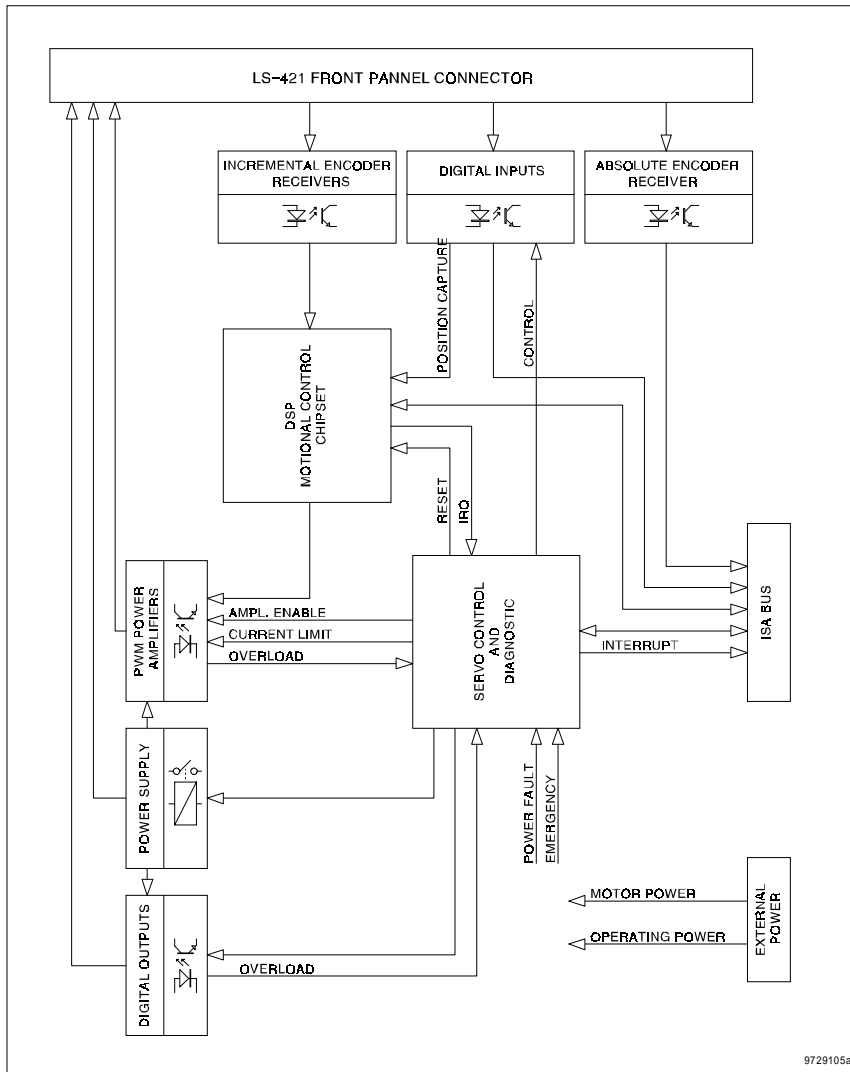 LS-421 FRONT PANNEL CONNECTOR
INCREMENTAL ENCODER
RECEIVERS
DIGITAL INPUTS
ABSOLUTE ENCODER
RECEIVER
POSITION CAPTURE
CONTROL
DSP
MOTIONAL CONTROL
CHIPSET
RESET
IRQ
PWM POWER
AMPLIFIERS
AMPL. ENABLE
CURRENT LIMIT
OVERLOAD
SERVO CONTROL
AND
DIAGNOSTIC
INTERRUPT
ISA BUS
POWER SUPPLY
POWER FAULT
EMERGENCY
DIGITAL OUTPUTS
OVERLOAD
MOTOR POWER
OPERATING POWER
EXTERNAL
POWER
9729105a